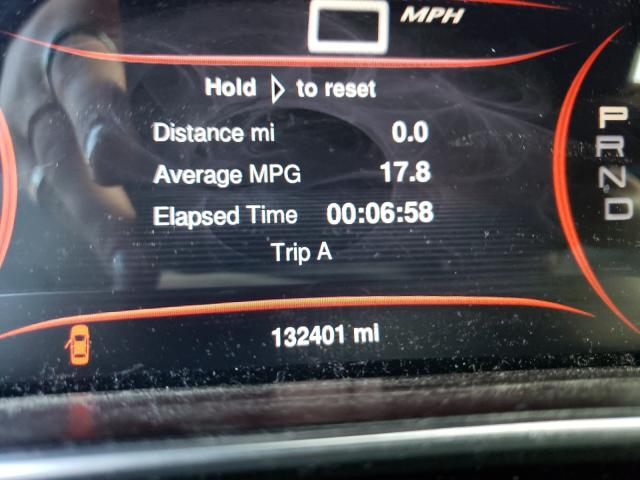 MPH
Hold ▷ to reset
Distance mi 0.0
Average MPG 17.8
Elapsed Time 00:06:58
Trip A
132401 mi
P
R
N
D